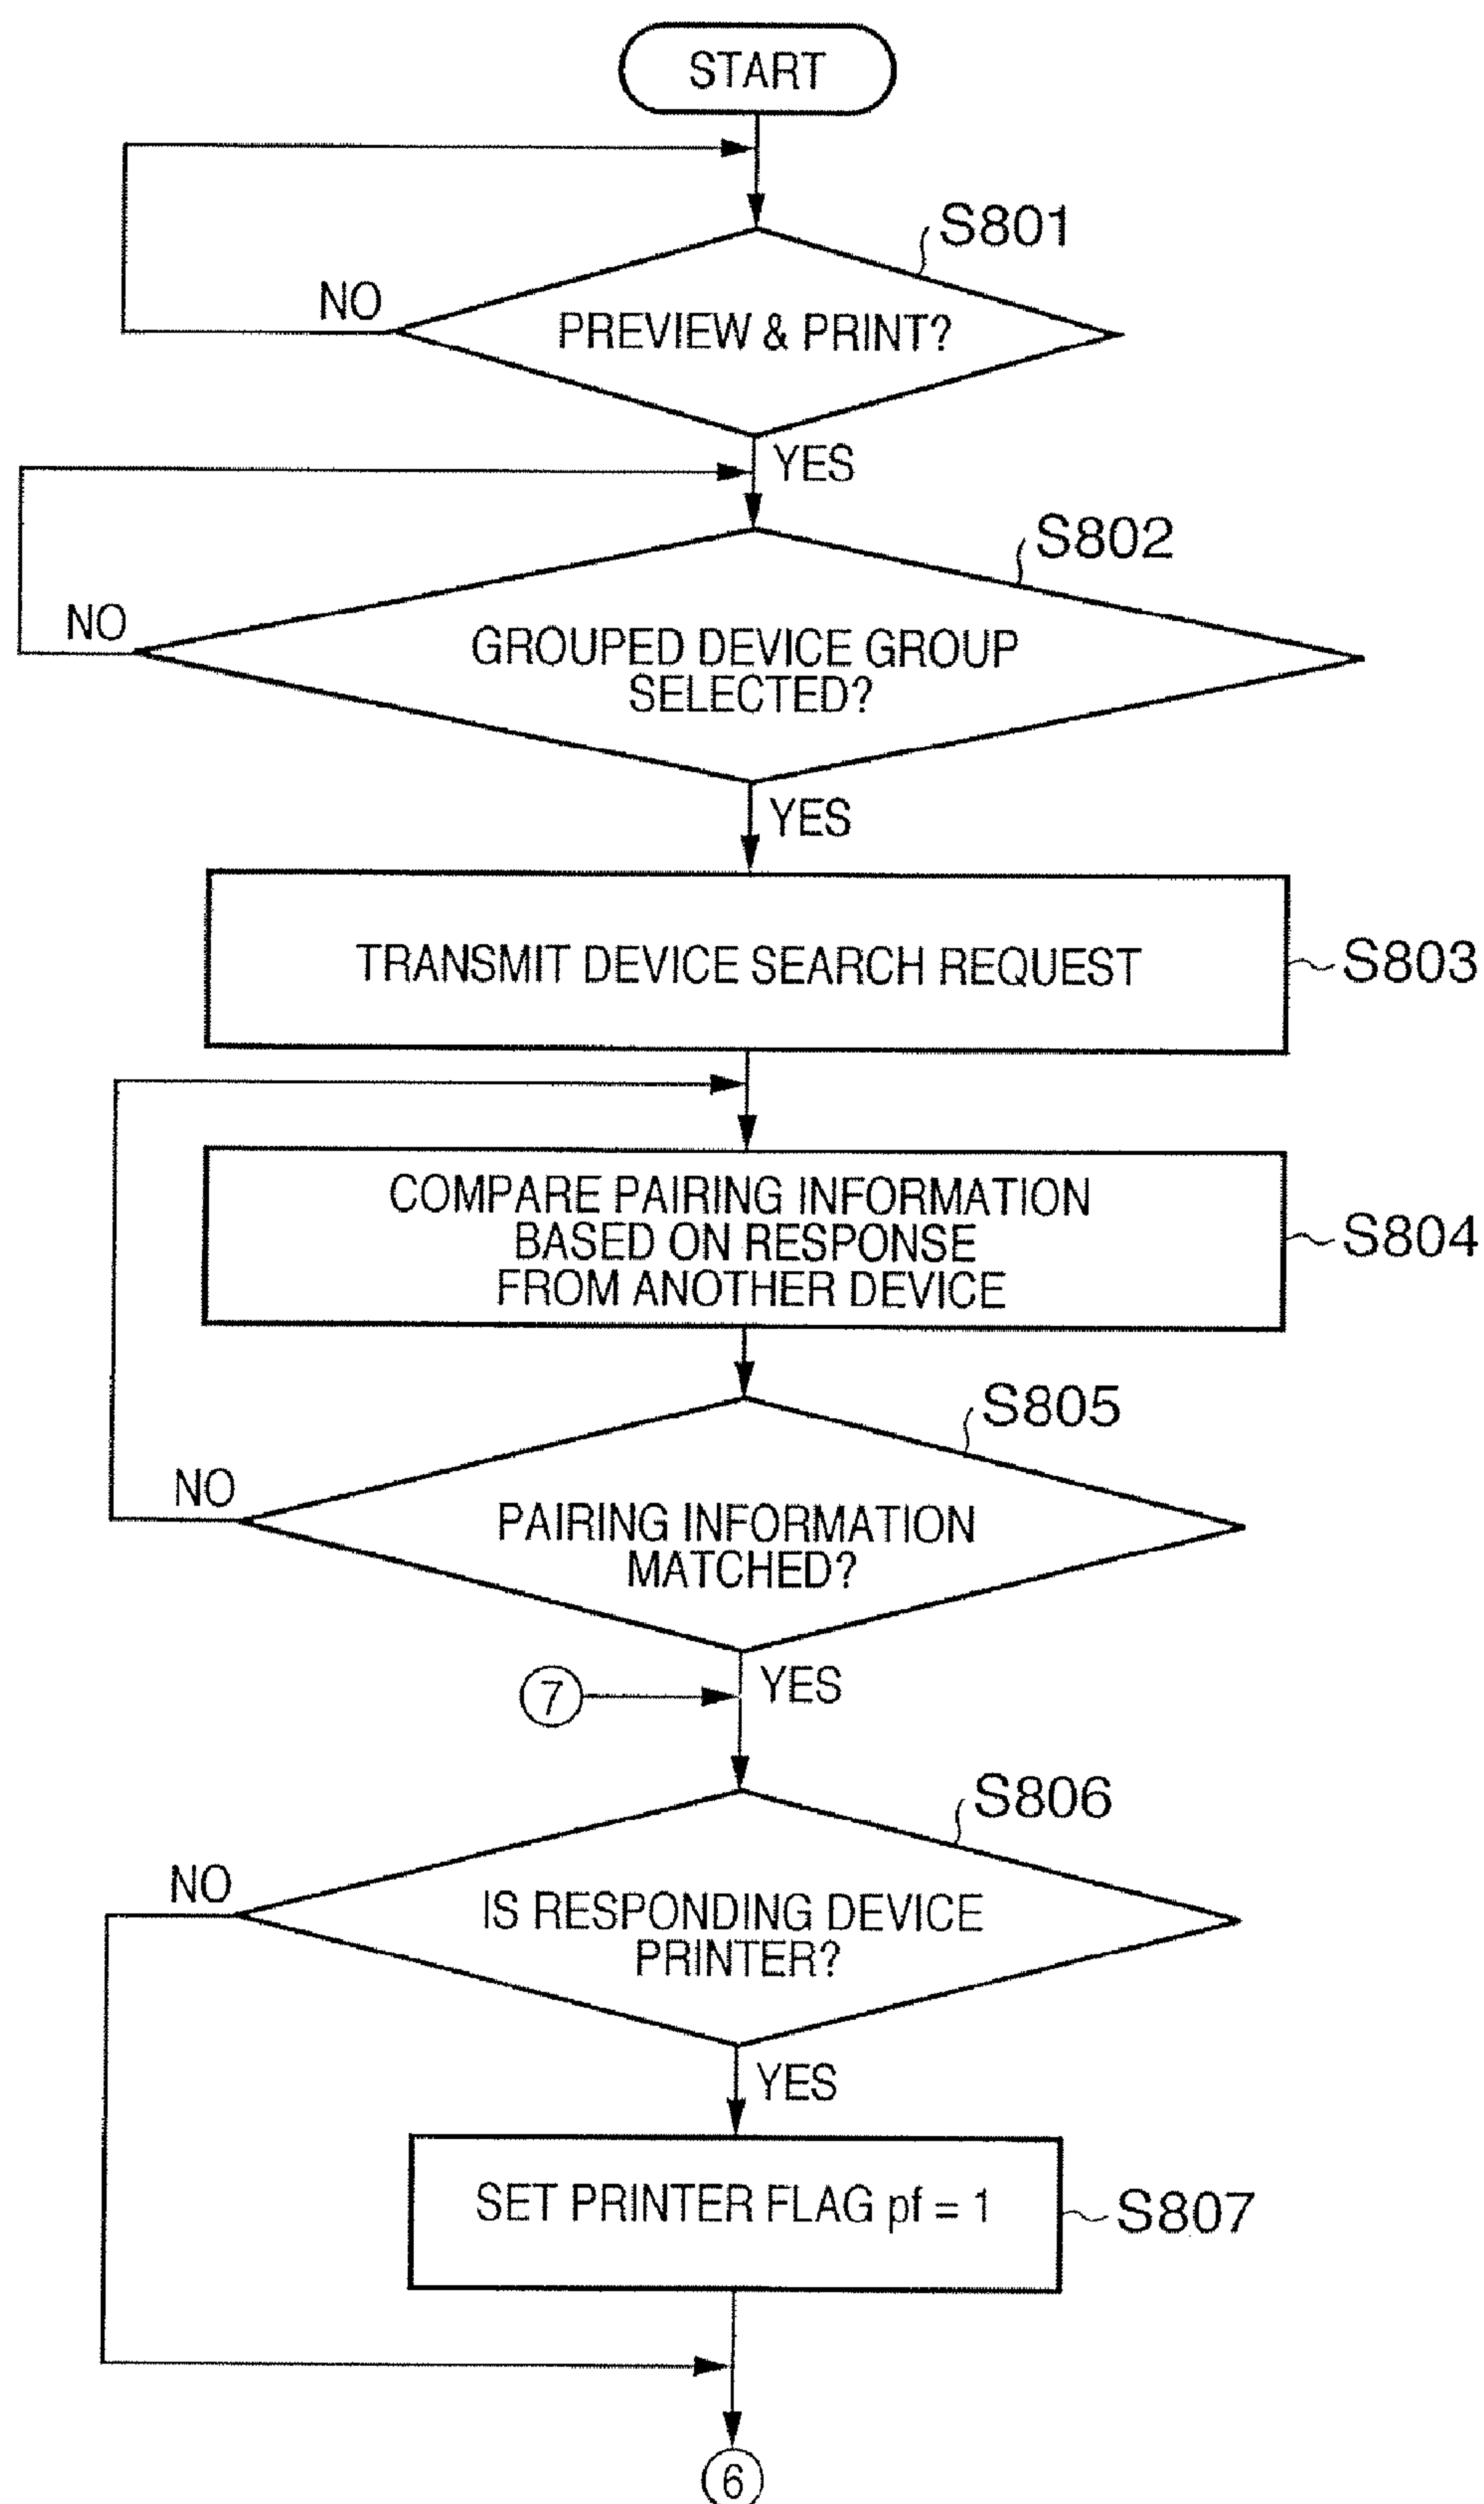 START
S801
NO
PREVIEW & PRINT?
YES
S802
NO
GROUPED DEVICE GROUP
SELECTED?
YES
TRANSMIT DEVICE SEARCH REQUEST
S803
COMPARE PAIRING INFORMATION
BASED ON RESPONSE
FROM ANOTHER DEVICE
S804
S805
NO
PAIRING INFORMATION
MATCHED?
7
YES
S806
NO
IS RESPONDING DEVICE
PRINTER?
YES
SET PRINTER FLAG pf = 1
S807
6